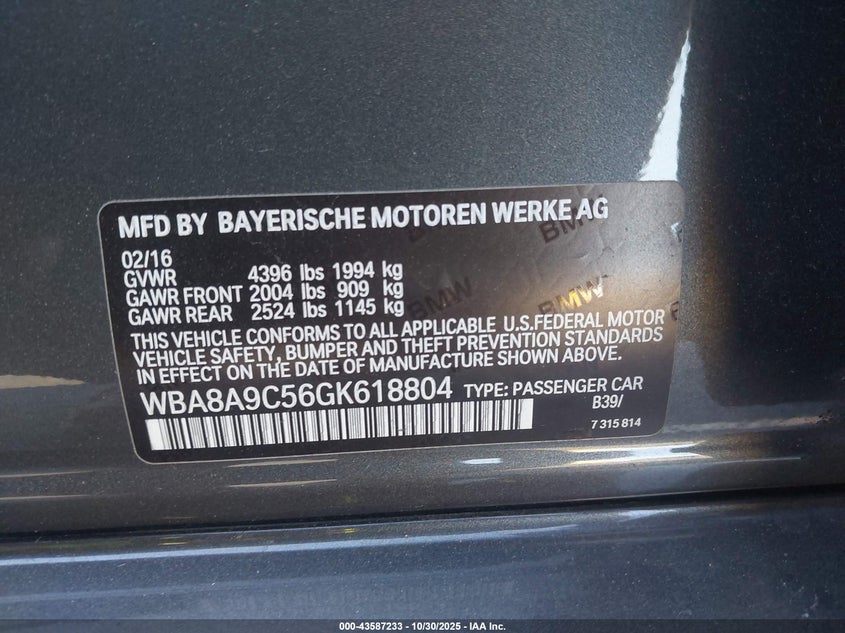 MFD BY BAYERISCHE MOTOREN WERKE AG
02/16
GVWR 4396 lbs 1994 kg
GAWR FRONT 2004 lbs 909 kg
GAWR REAR 2524 lbs 1145 kg
THIS VEHICLE CONFORMS TO ALL APPLICABLE U.S.FEDERAL MOTOR
VEHICLE SAFETY, BUMPER AND THEFT PREVENTION STANDARDS
IN EFFECT ON THE DATE OF MANUFACTURE SHOWN ABOVE.
WBA8A9C56GK618804 TYPE: PASSENGER CAR
B39/
7 315 814
BMW
BMW
BMW
000-43587233 - 10/30/2025 - IAA Inc.